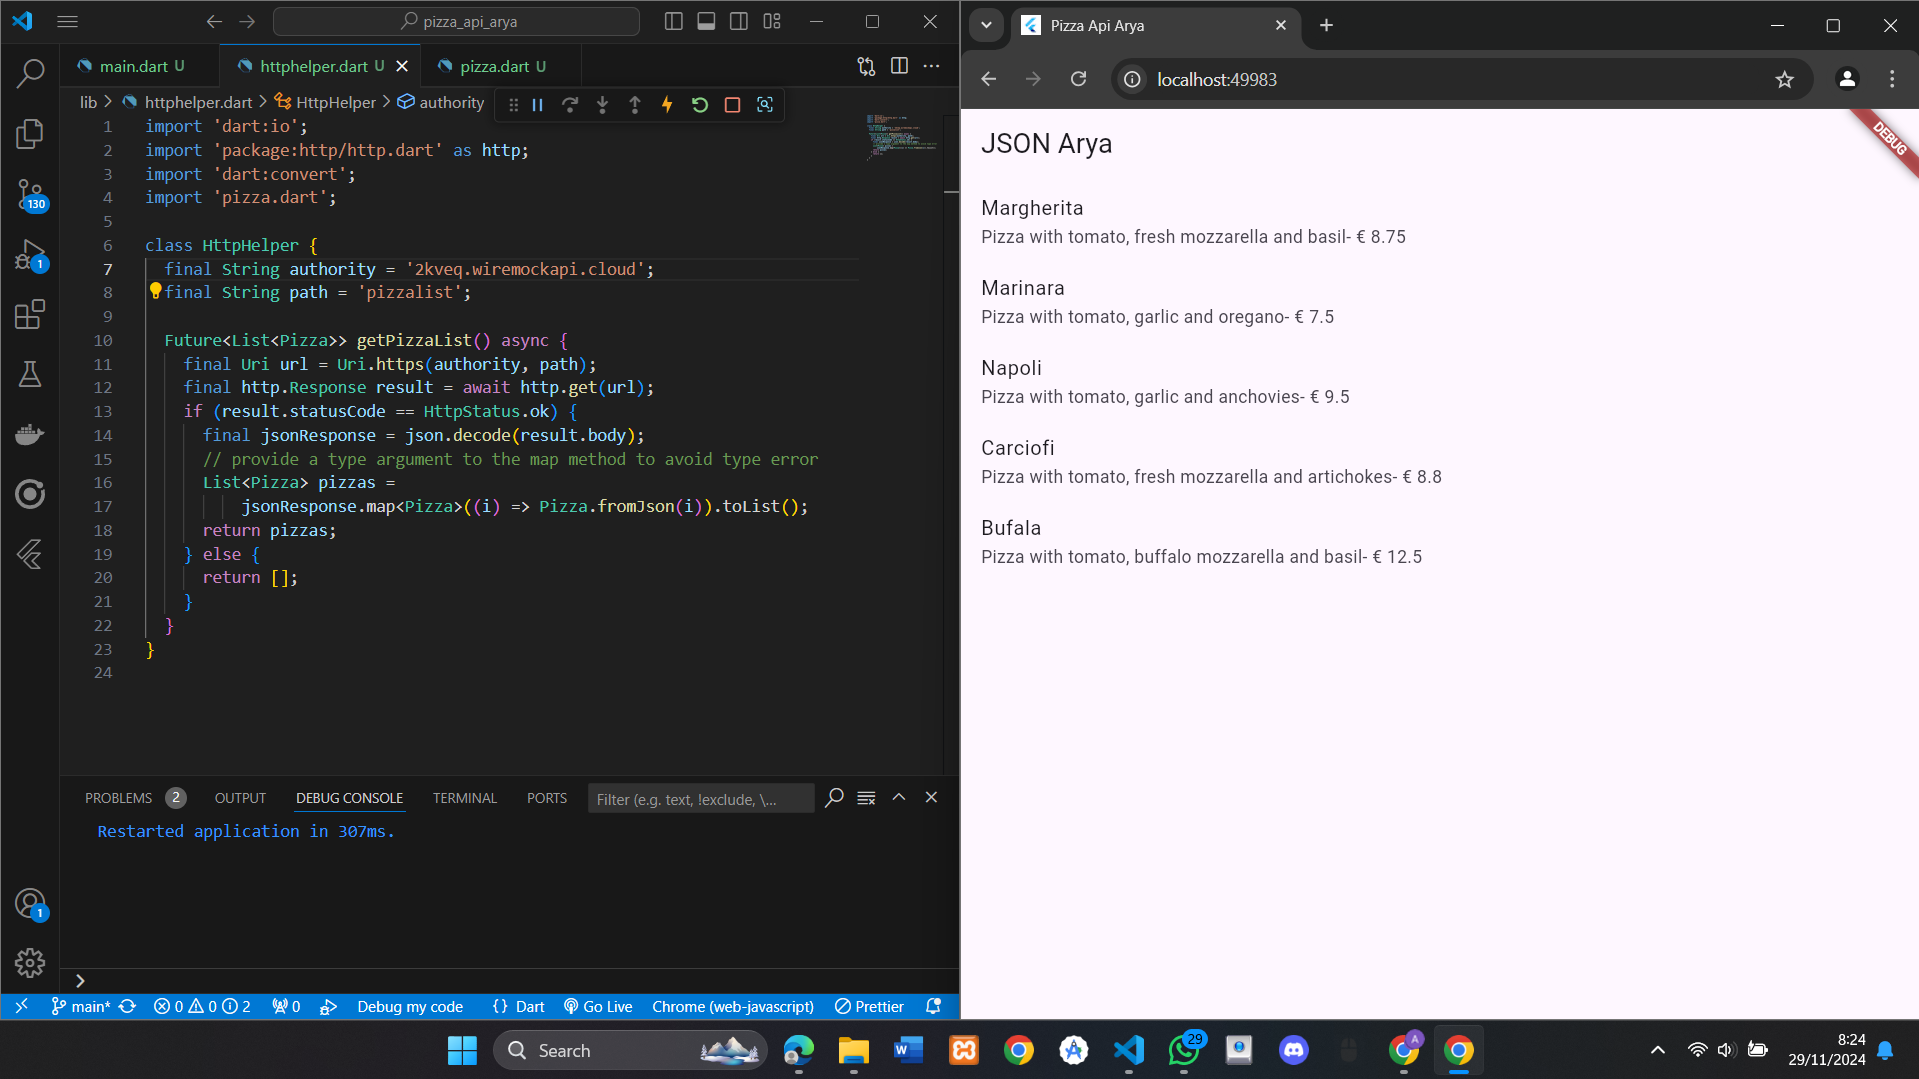 pizza_api_arya
main.dart U
httphelper.dart U
pizza.dart U
lib > httphelper.dart > HttpHelper > authority
1 import 'dart:io';
2 import 'package:http/http.dart' as http;
3 import 'dart:convert';
4 import 'pizza.dart';
5
6 class HttpHelper {
7 final String authority = '2kveq.wiremockapi.cloud';
8 final String path = 'pizzalist';
9
10 Future<List<Pizza>> getPizzaList() async {
11 final Uri url = Uri.https(authority, path);
12 final http.Response result = await http.get(url);
13 if (result.statusCode == HttpStatus.ok) {
14 final jsonResponse = json.decode(result.body);
15 // provide a type argument to the map method to avoid type error
16 List<Pizza> pizzas =
17 jsonResponse.map<Pizza>((i) => Pizza.fromJson(i)).toList();
18 return pizzas;
19 } else {
20 return [];
21 }
22 }
23 }
24
130
1
1
PROBLEMS 2 OUTPUT DEBUG CONSOLE TERMINAL PORTS Filter (e.g. text, !exclude, \...
Restarted application in 307ms.
main* 0 0 2 0 Debug my code {} Dart Go Live Chrome (web-javascript) Prettier
Pizza Api Arya
localhost:49983
JSON Arya
DEBUG
Margherita
Pizza with tomato, fresh mozzarella and basil- € 8.75
Marinara
Pizza with tomato, garlic and oregano- € 7.5
Napoli
Pizza with tomato, garlic and anchovies- € 9.5
Carciofi
Pizza with tomato, fresh mozzarella and artichokes- € 8.8
Bufala
Pizza with tomato, buffalo mozzarella and basil- € 12.5
Search
W
29
A
8:24
29/11/2024